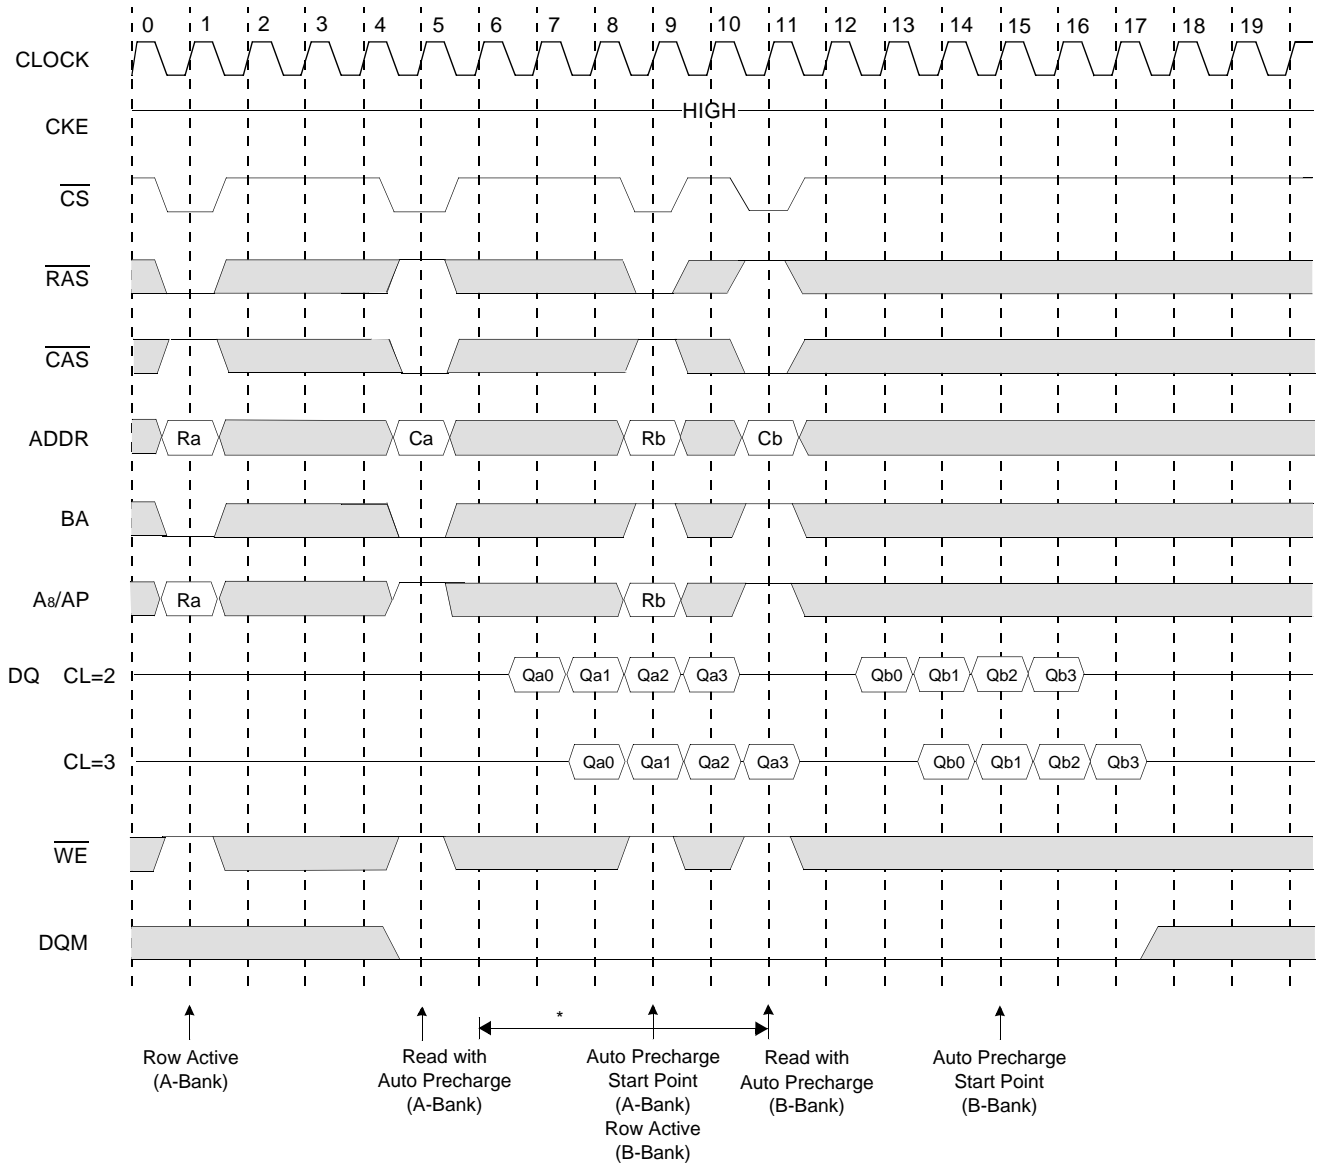 0 1 2 3 4 5 6 7 8 9 10 11 12 13 14 15 16 17 18 19
CLOCK
HIGH
CKE
CS
RAS
CAS
ADDR Ra Ca Rb Cb
BA
A8/AP Ra Rb
DQ CL=2 Qa0 Qa1 Qa2 Qa3 Qb0 Qb1 Qb2 Qb3
CL=3 Qa0 Qa1 Qa2 Qa3 Qb0 Qb1 Qb2 Qb3
WE
DQM
*
Row Active
(A-Bank)
Read with
Auto Precharge
(A-Bank)
Auto Precharge
Start Point
(A-Bank)
Row Active
(B-Bank)
Read with
Auto Precharge
(B-Bank)
Auto Precharge
Start Point
(B-Bank)